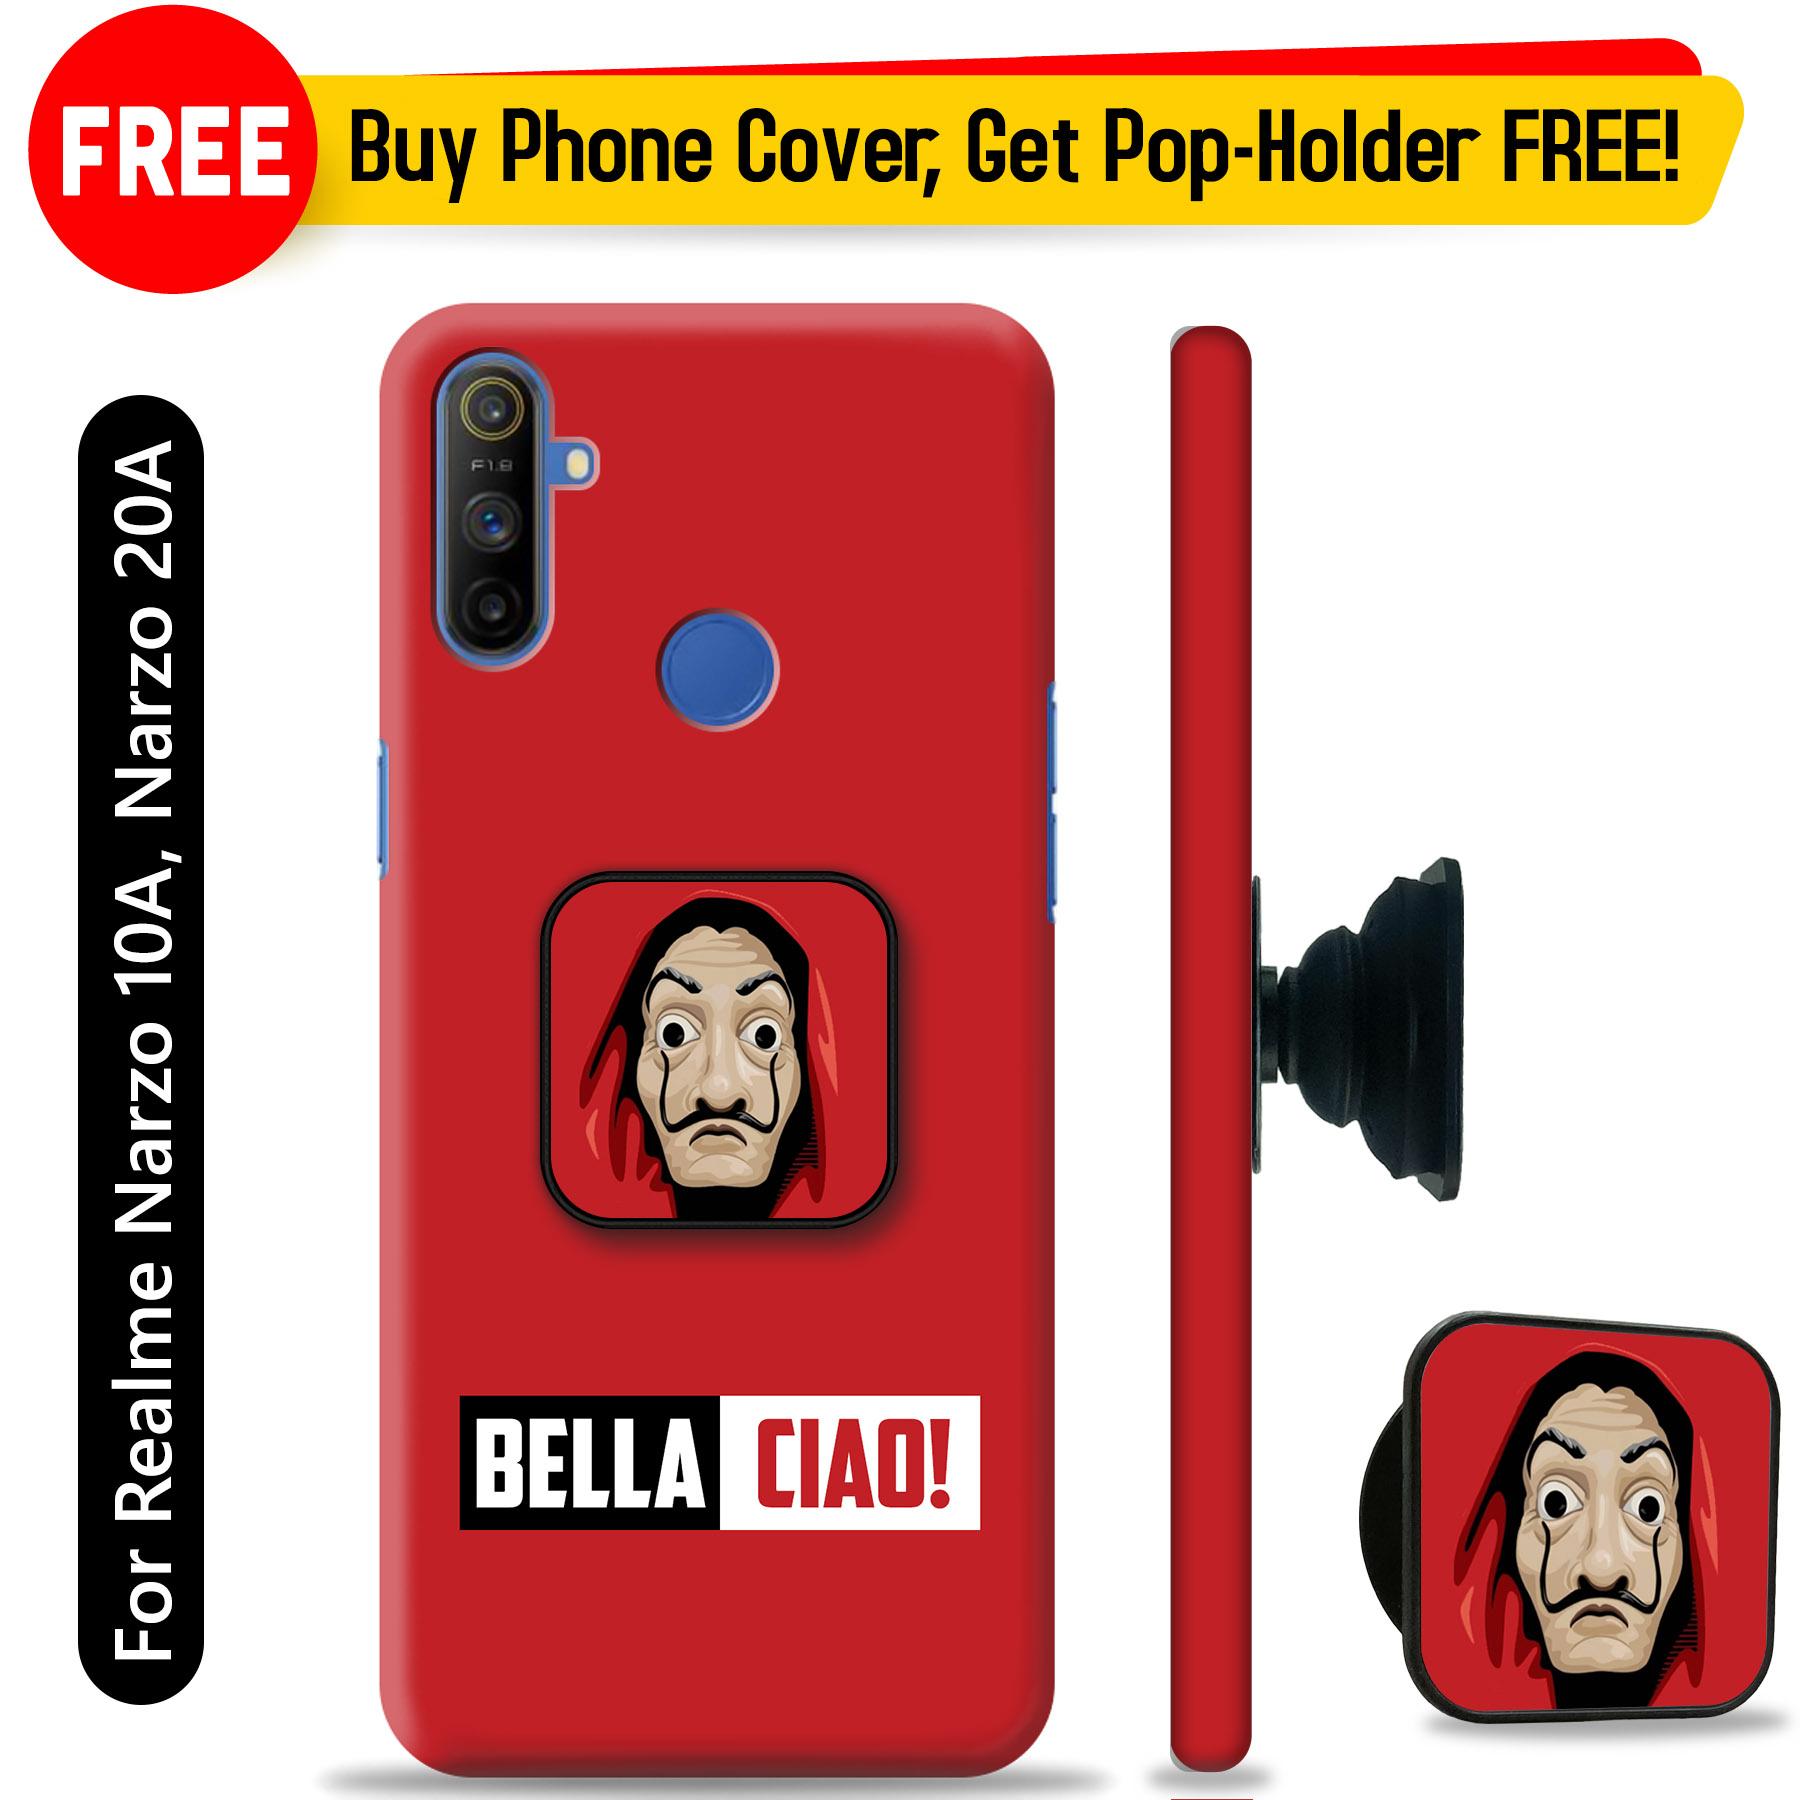 FREE
Buy Phone Cover, Get Pop-Holder FREE!
For Realme Narzo 10A, Narzo 20A
F1.8
BELLA CIAO!